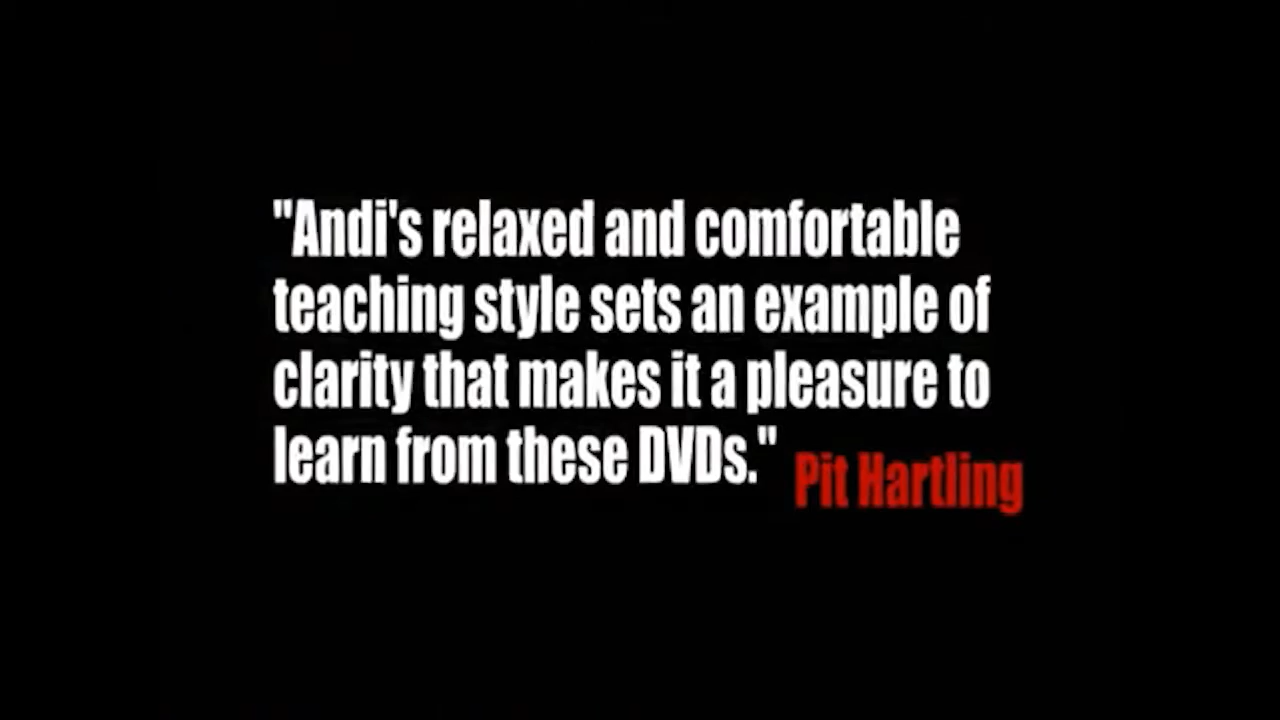 "Andi's relaxed and comfortable
teaching style sets an example of
clarity that makes it a pleasure to
learn from these DVDs."
Pit Hartling